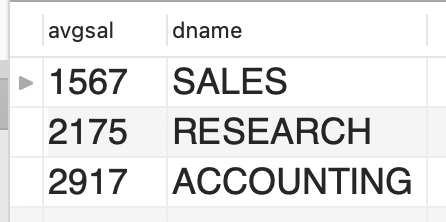 avgsal dname
1567 SALES
2175 RESEARCH
2917 ACCOUNTING